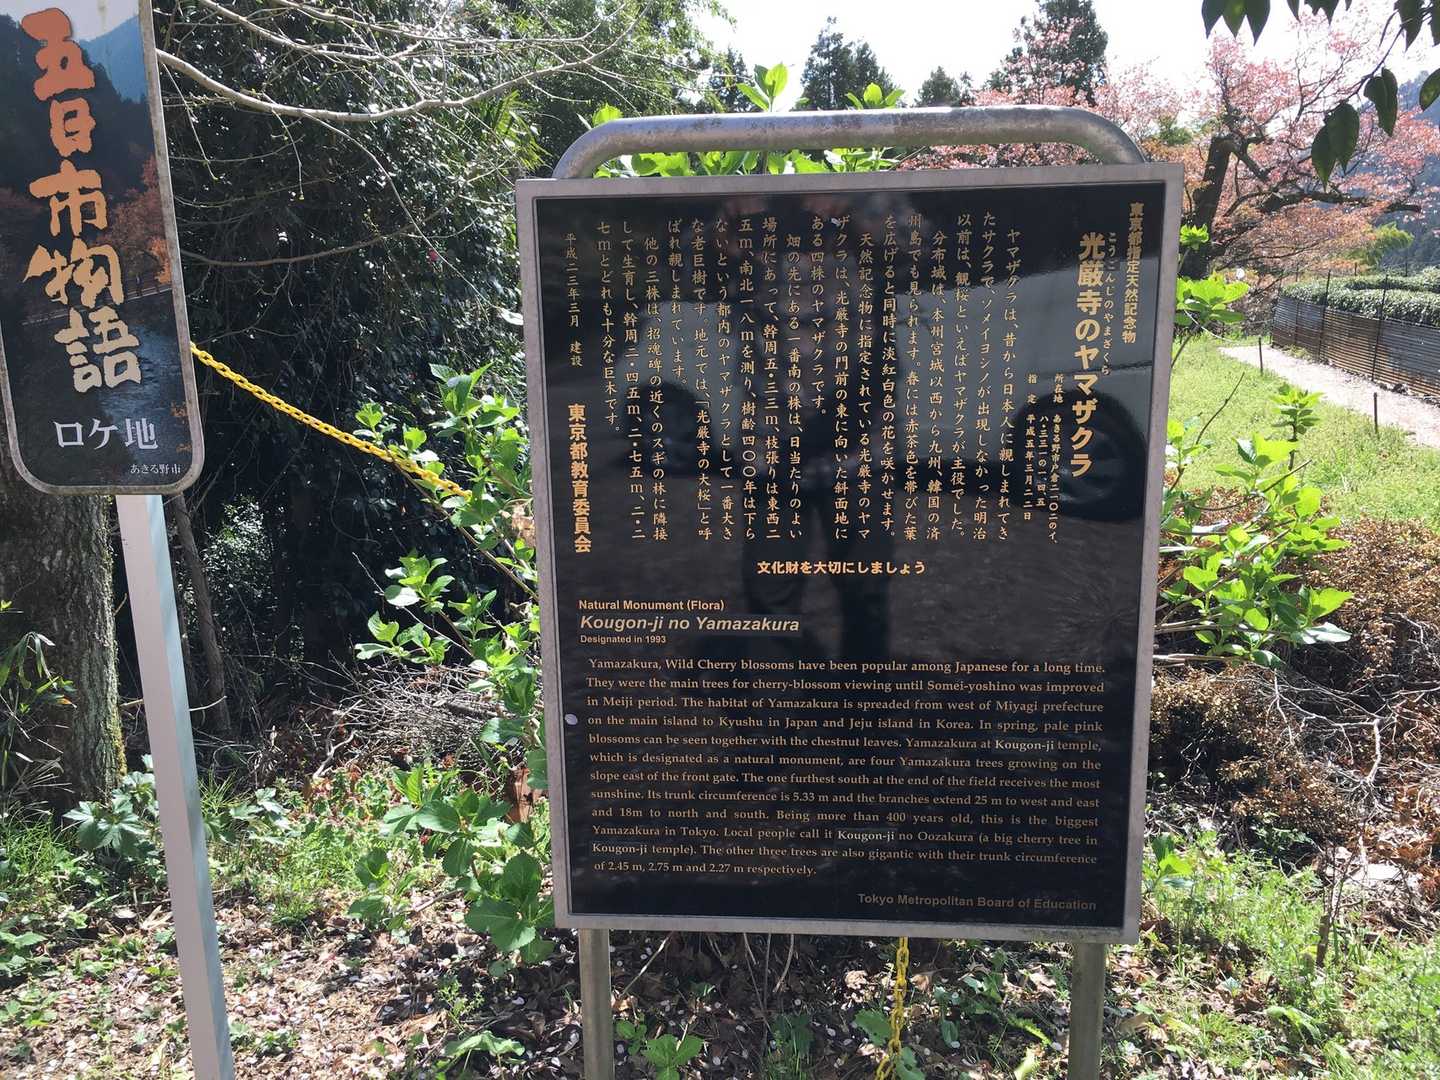 五日市物語
ロケ地
あきる野市
東京都指定天然記念物
こうごんじのやまざくら
光厳寺のヤマザクラ
所在地 あきる野市戸倉二一〇二のイ、
八・三三一の一、四、五
指定 平成五年三月二二日
ヤマザクラは、昔から日本人に親しまれてき
たサクラで、ソメイヨシノが出現しなかった明治
以前は、観桜といえばヤマザクラが主役でした。
分布域は、本州宮城以西から九州、韓国の済
州島でも見られます。春には赤茶色を帯びた葉
を広げると同時に淡紅白色の花を咲かせます。
天然記念物に指定されている光厳寺のヤマ
ザクラは、光厳寺の門前の東に向いた斜面地に
ある四株のヤマザクラです。
畑の先にある一番南の株は、日当たりのよい
場所にあって、幹周五・三三m、枝張りは東西二
五m、南北一八mを測り、樹齢四〇〇年は下ら
ないという都内のヤマザクラとして一番大き
な老巨樹です。地元では、「光厳寺の大桜」と呼
ばれ親しまれています。
他の三株は、招魂碑の近くのスギの林に隣接
して生育し、幹周二・四五m、二・七五m、二・二
七mとどれも十分な巨木です。
平成二三年三月 建設
東京都教育委員会
文化財を大切にしましょう
Natural Monument (Flora)
Kougon-ji no Yamazakura
Designated in 1993
Yamazakura, Wild Cherry blossoms have been popular among Japanese for a long time.
They were the main trees for cherry-blossom viewing until Somei-yoshino was improved
in Meiji period. The habitat of Yamazakura is spreaded from west of Miyagi prefecture
on the main island to Kyushu in Japan and Jeju island in Korea. In spring, pale pink
blossoms can be seen together with the chestnut leaves. Yamazakura at Kougon-ji temple,
which is designated as a natural monument, are four Yamazakura trees growing on the
slope east of the front gate. The one furthest south at the end of the field receives the most
sunshine. Its trunk circumference is 5.33 m and the branches extend 25 m to west and east
and 18m to north and south. Being more than 400 years old, this is the biggest
Yamazakura in Tokyo. Local people call it Kougon-ji no Oozakura (a big cherry tree in
Kougon-ji temple). The other three trees are also gigantic with their trunk circumference
of 2.45 m, 2.75 m and 2.27 m respectively.
Tokyo Metropolitan Board of Education